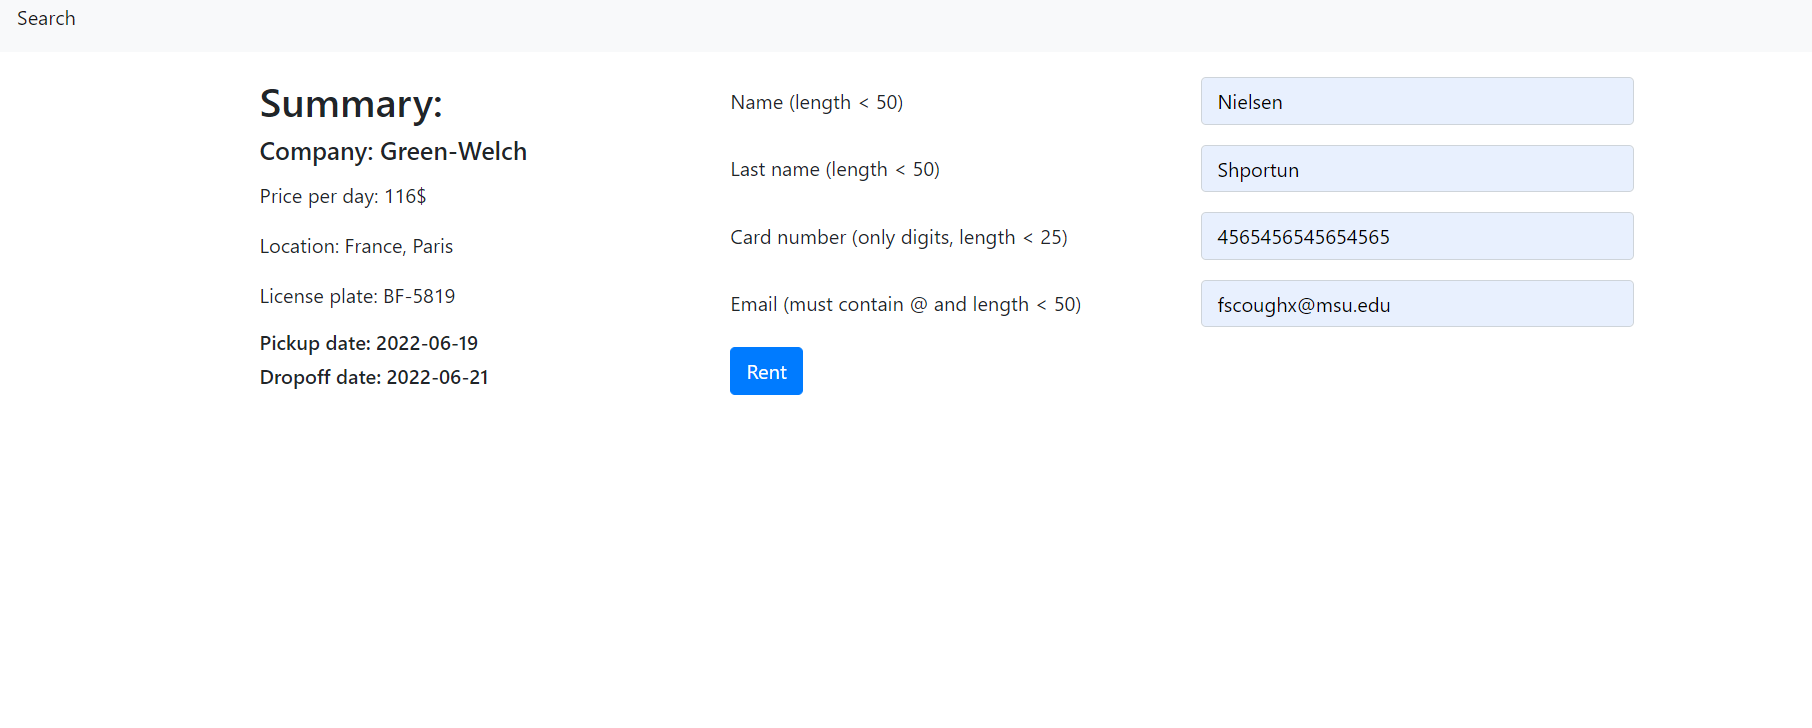 Search
Summary:
Company: Green-Welch
Price per day: 116$
Location: France, Paris
License plate: BF-5819
Pickup date: 2022-06-19
Dropoff date: 2022-06-21
Name (length < 50)
Nielsen
Last name (length < 50)
Shportun
Card number (only digits, length < 25)
4565456545654565
Email (must contain @ and length < 50)
fscoughx@msu.edu
Rent